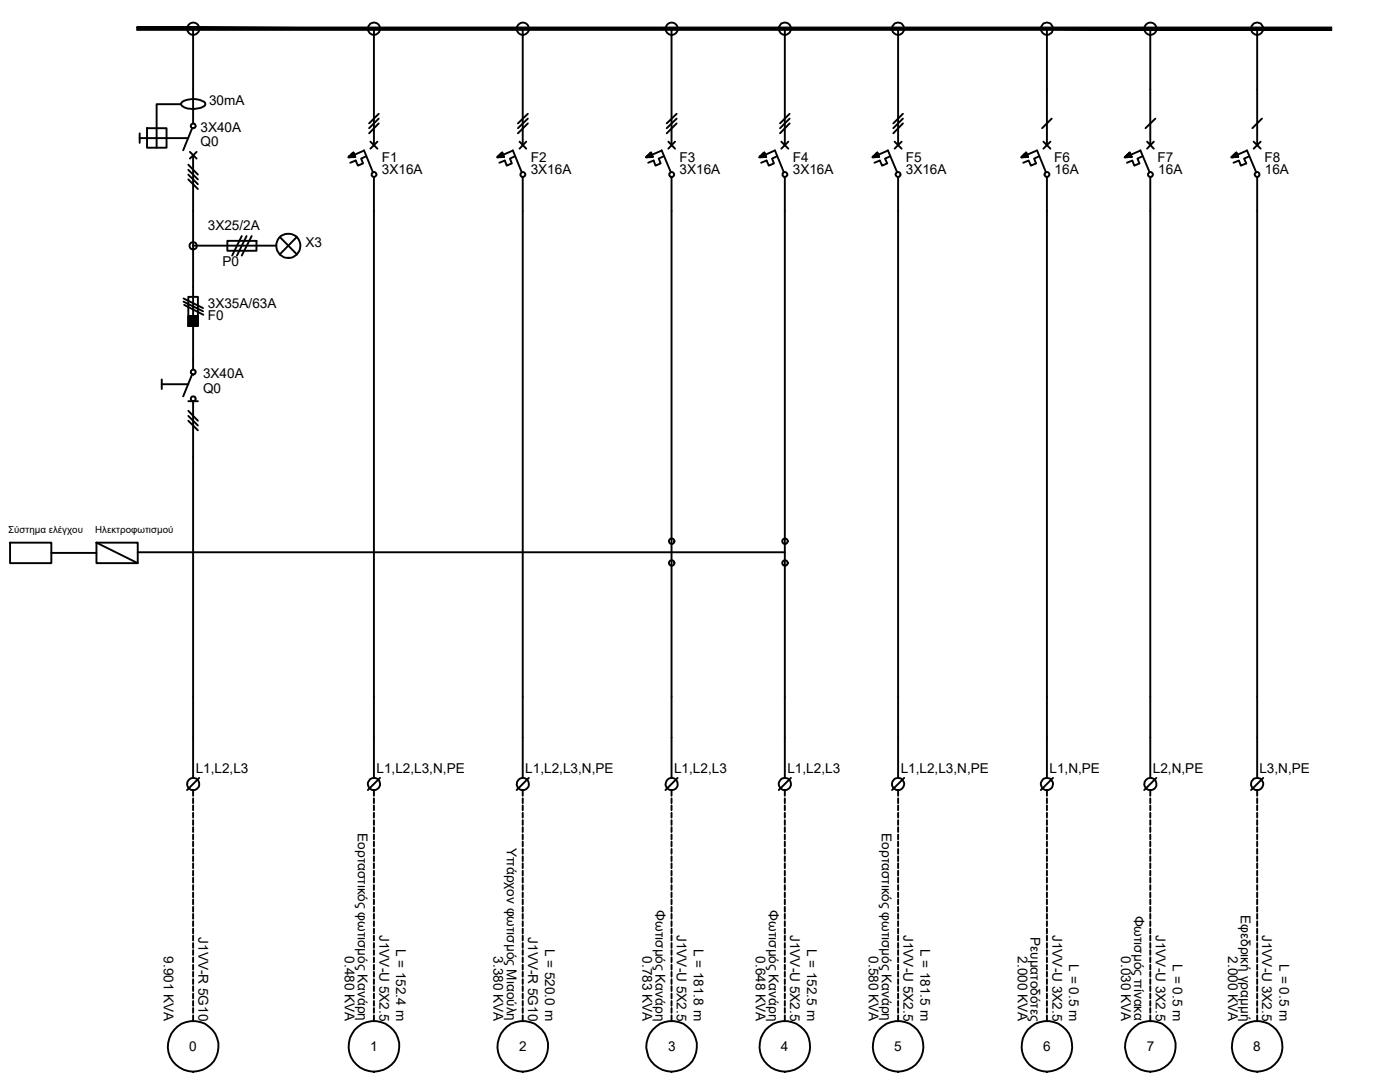 30mA
3X40A
Q0
3X25/2A
P0
X3
3X35A/63A
F0
3X40A
Q0
F1
3X16A
F2
3X16A
F3
3X16A
F4
3X16A
F5
3X16A
F6
16A
F7
16A
F8
16A
Σύστημα ελέγχου
Ηλεκτροφωτισμού
L1,L2,L3
L1,L2,L3,N,PE
L1,L2,L3,N,PE
L1,L2,L3
L1,L2,L3
L1,L2,L3,N,PE
L1,N,PE
L2,N,PE
L3,N,PE
J1VV-R 5G10
9.901 KVA
0
L = 152.4 m
J1VV-U 5X2.5
Εορταστικός φωτισμός Κανάρη
0.480 KVA
1
L = 520.0 m
J1VV-R 5G10
Υπάρχον φωτισμός Μιαούλη
3.380 KVA
2
L = 181.8 m
J1VV-U 5X2.5
Φωτισμός Κανάρη
0.783 KVA
3
L = 152.5 m
J1VV-U 5X2.5
Φωτισμός Κανάρη
0.648 KVA
4
L = 181.5 m
J1VV-U 5X2.5
Εορταστικός φωτισμός Κανάρη
0.580 KVA
5
L = 0.5 m
J1VV-U 3X2.5
Ρευματοδότες
2.000 KVA
6
L = 0.5 m
J1VV-U 3X2.5
Φωτισμός πίνακα
0.030 KVA
7
L = 0.5 m
J1VV-U 3X2.5
Εφεδρική γραμμή
2.000 KVA
8